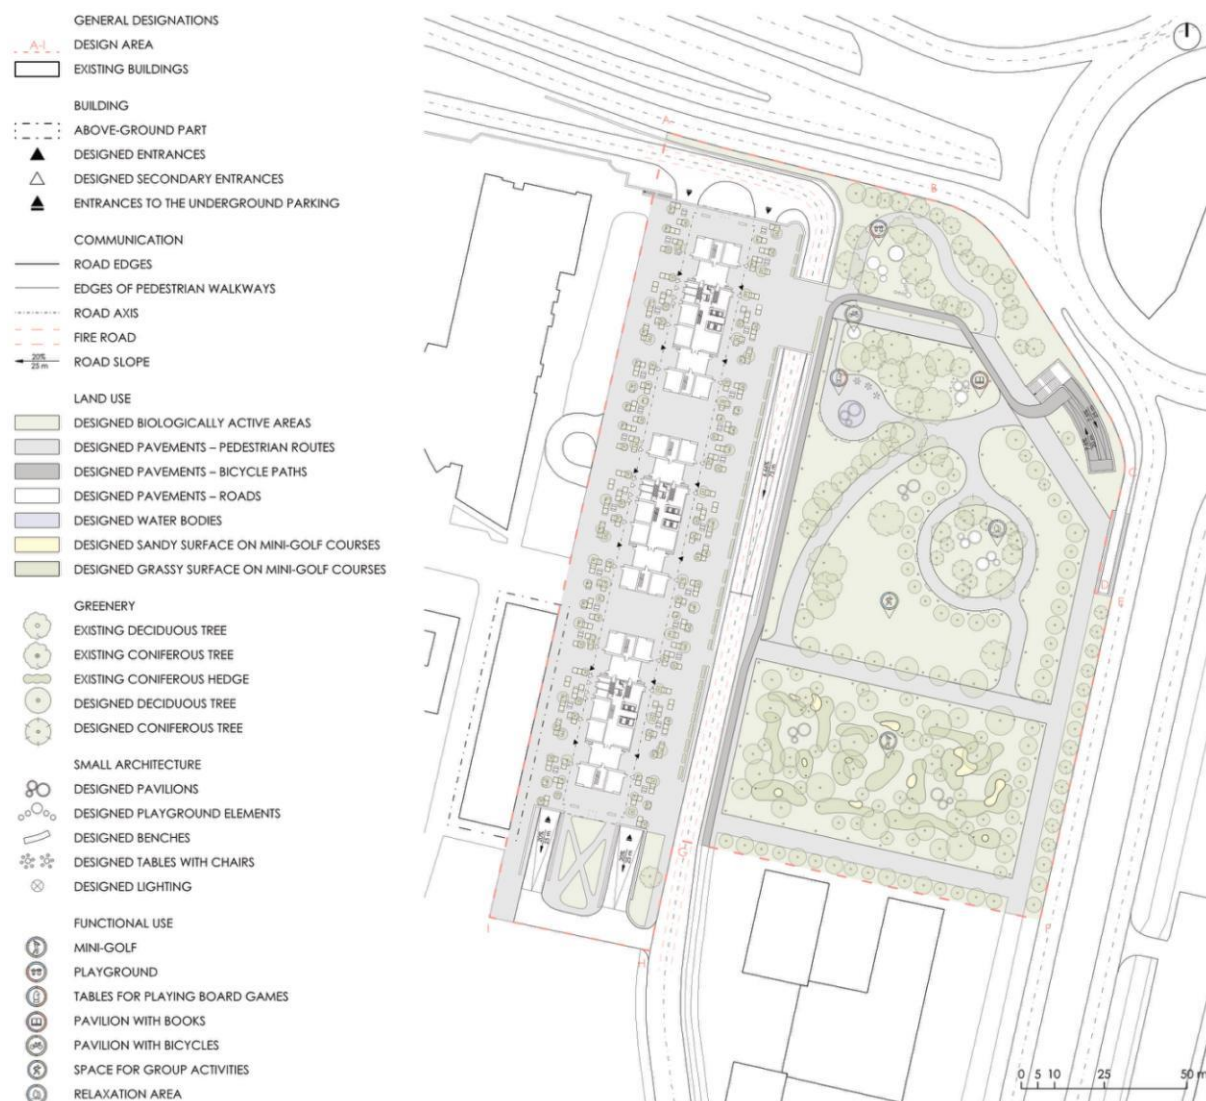 GENERAL DESIGNATIONS
A-I
DESIGN AREA
EXISTING BUILDINGS
BUILDING
ABOVE-GROUND PART
DESIGNED ENTRANCES
DESIGNED SECONDARY ENTRANCES
ENTRANCES TO THE UNDERGROUND PARKING
COMMUNICATION
ROAD EDGES
EDGES OF PEDESTRIAN WALKWAYS
ROAD AXIS
FIRE ROAD
20%
25 m
ROAD SLOPE
LAND USE
DESIGNED BIOLOGICALLY ACTIVE AREAS
DESIGNED PAVEMENTS – PEDESTRIAN ROUTES
DESIGNED PAVEMENTS – BICYCLE PATHS
DESIGNED PAVEMENTS – ROADS
DESIGNED WATER BODIES
DESIGNED SANDY SURFACE ON MINI-GOLF COURSES
DESIGNED GRASSY SURFACE ON MINI-GOLF COURSES
GREENERY
EXISTING DECIDUOUS TREE
EXISTING CONIFEROUS TREE
EXISTING CONIFEROUS HEDGE
DESIGNED DECIDUOUS TREE
DESIGNED CONIFEROUS TREE
SMALL ARCHITECTURE
DESIGNED PAVILIONS
DESIGNED PLAYGROUND ELEMENTS
DESIGNED BENCHES
DESIGNED TABLES WITH CHAIRS
DESIGNED LIGHTING
FUNCTIONAL USE
MINI-GOLF
PLAYGROUND
TABLES FOR PLAYING BOARD GAMES
PAVILION WITH BOOKS
PAVILION WITH BICYCLES
SPACE FOR GROUP ACTIVITIES
RELAXATION AREA
A
B
C
D
E
F
G
H
I
0 5 10 25 50 m